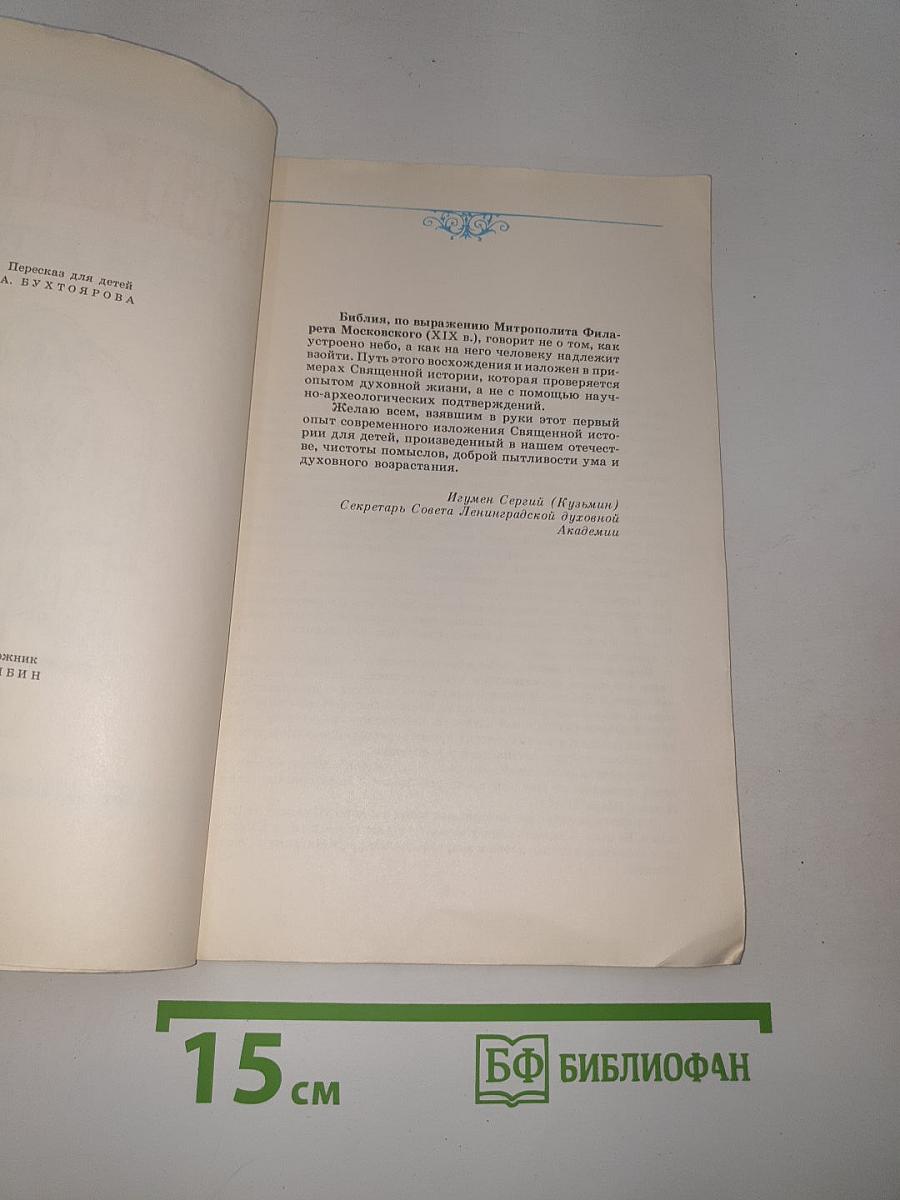 Пересказ для детей
А. БУХТОЯРОВА
Библия, по выражению Митрополита Фила-
рета Московского (XIX в.), говорит не о том, как
устроено небо, а как на него человеку надлежит
взойти. Путь этого восхождения и изложен в при-
мерах Священной истории, которая проверяется
опытом духовной жизни, а не с помощью науч-
но-археологических подтверждений.
Желаю всем, взявшим в руки этот первый
опыт современного изложения Священной исто-
рии для детей, произведенный в нашем отечест-
ве, чистоты помыслов, доброй пытливости ума и
духовного возрастания.
Игумен Сергий (Кузьмин)
Секретарь Совета Ленинградской духовной
Академии
15 см
БФ БИБЛИОФАН